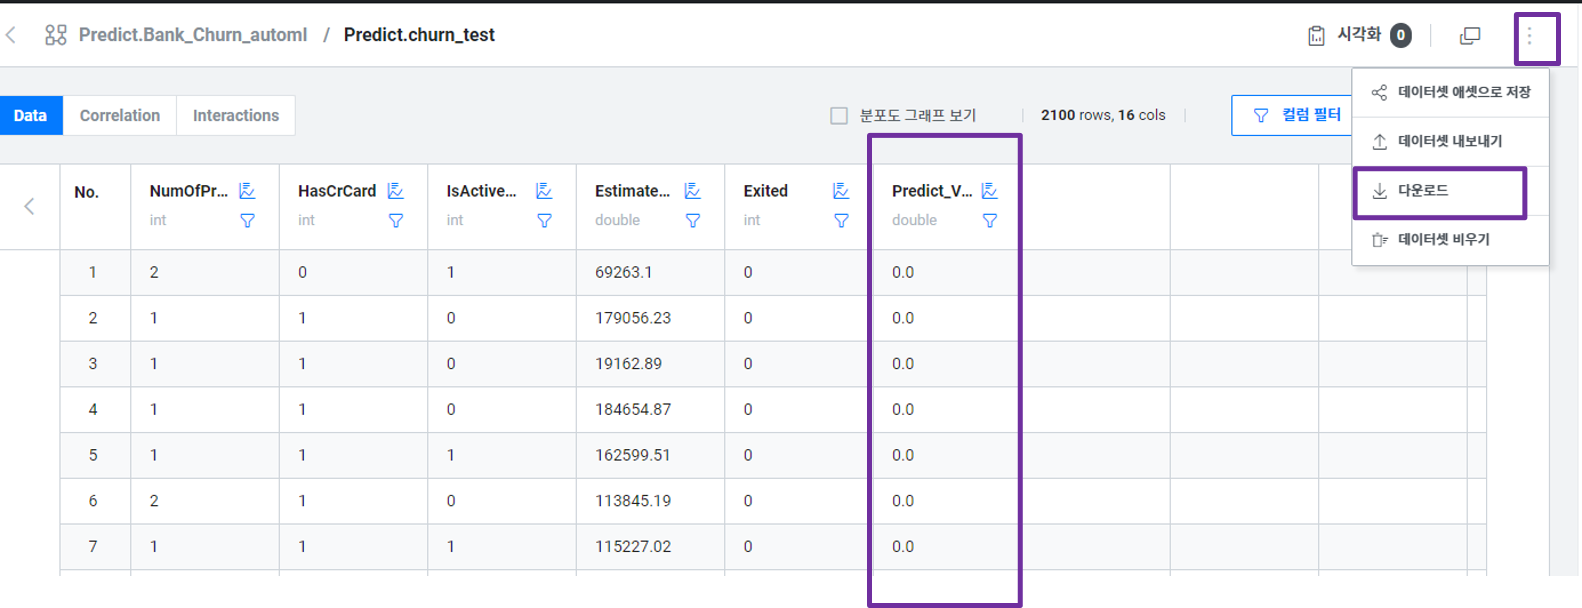 Predict.Bank_Churn_automl / Predict.churn_test 시각화 0
데이터셋 애셋으로 저장
데이터셋 내보내기
다운로드
데이터셋 비우기
Data Correlation Interactions 분포도 그래프 보기 2100 rows, 16 cols 컬럼 필터
No. NumOfPr... HasCrCard IsActive... Estimate... Exited Predict_V...
int int int double int double
1 2 0 1 69263.1 0 0.0
2 1 1 0 179056.23 0 0.0
3 1 1 0 19162.89 0 0.0
4 1 1 0 184654.87 0 0.0
5 1 1 1 162599.51 0 0.0
6 2 1 0 113845.19 0 0.0
7 1 1 1 115227.02 0 0.0